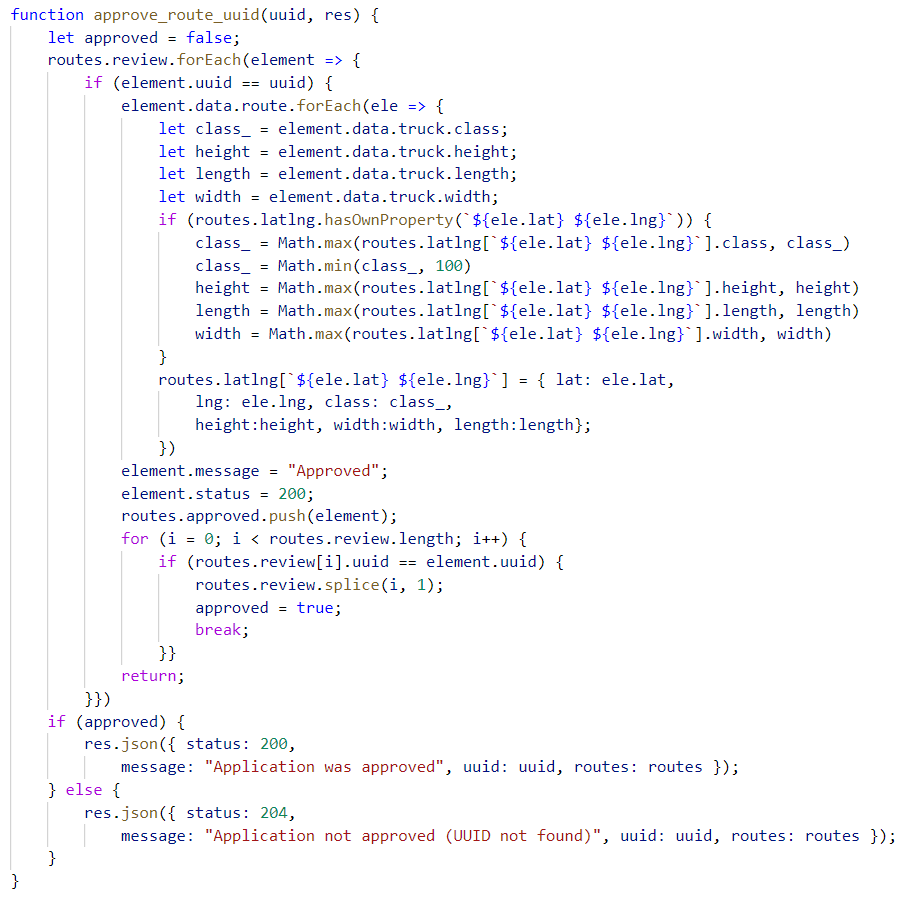 function approve_route_uuid(uuid, res) {
    let approved = false;
    routes.review.forEach(element => {
        if (element.uuid == uuid) {
            element.data.route.forEach(ele => {
                let class_ = element.data.truck.class;
                let height = element.data.truck.height;
                let length = element.data.truck.length;
                let width = element.data.truck.width;
                if (routes.latlng.hasOwnProperty(`${ele.lat} ${ele.lng}`)) {
                    class_ = Math.max(routes.latlng[`${ele.lat} ${ele.lng}`].class, class_)
                    class_ = Math.min(class_, 100)
                    height = Math.max(routes.latlng[`${ele.lat} ${ele.lng}`].height, height)
                    length = Math.max(routes.latlng[`${ele.lat} ${ele.lng}`].length, length)
                    width = Math.max(routes.latlng[`${ele.lat} ${ele.lng}`].width, width)
                }
                routes.latlng[`${ele.lat} ${ele.lng}`] = { lat: ele.lat,
                    lng: ele.lng, class: class_,
                    height:height, width:width, length:length};
                })
            element.message = "Approved";
            element.status = 200;
            routes.approved.push(element);
            for (i = 0; i < routes.review.length; i++) {
                if (routes.review[i].uuid == element.uuid) {
                    routes.review.splice(i, 1);
                    approved = true;
                    break;
                }}
            return;
        }})
    if (approved) {
        res.json({ status: 200,
            message: "Application was approved", uuid: uuid, routes: routes });
    } else {
        res.json({ status: 204,
            message: "Application not approved (UUID not found)", uuid: uuid, routes: routes });
    }
}